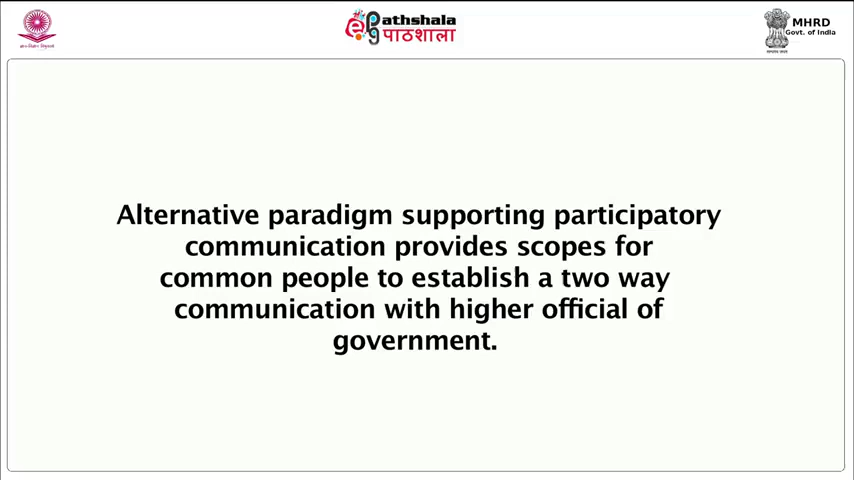 ePathshala
पाठशाला
MHRD
Govt. of India
Alternative paradigm supporting participatory
communication provides scopes for
common people to establish a two way
communication with higher official of
government.